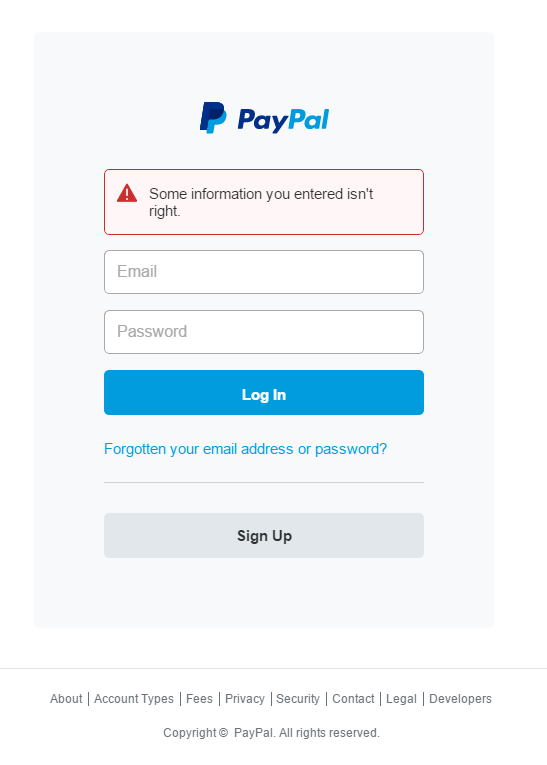 PayPal
Some information you entered isn't
right.
Email
Password
Log In
Forgotten your email address or password?
Sign Up
About | Account Types | Fees | Privacy | Security | Contact | Legal | Developers
Copyright © PayPal. All rights reserved.